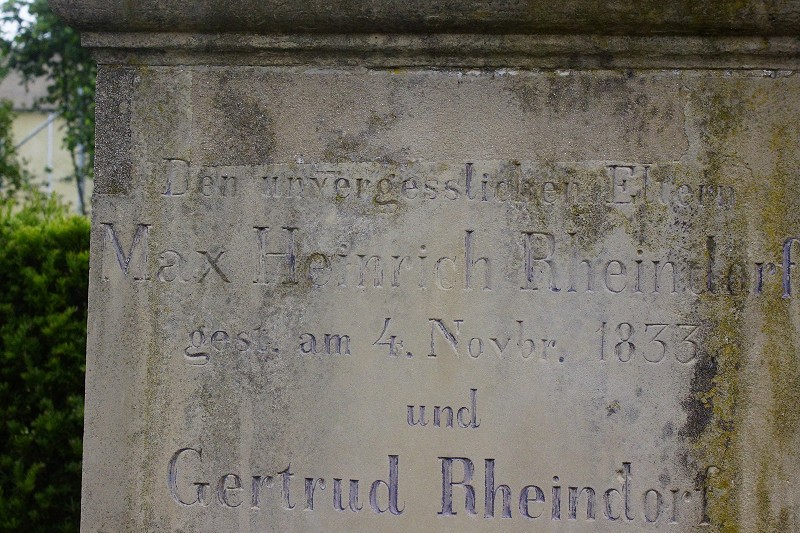 Den unvergesslichen Eltern
Max Heinrich Rheindorf
gest. am 4. Novbr. 1833
und
Gertrud Rheindorf